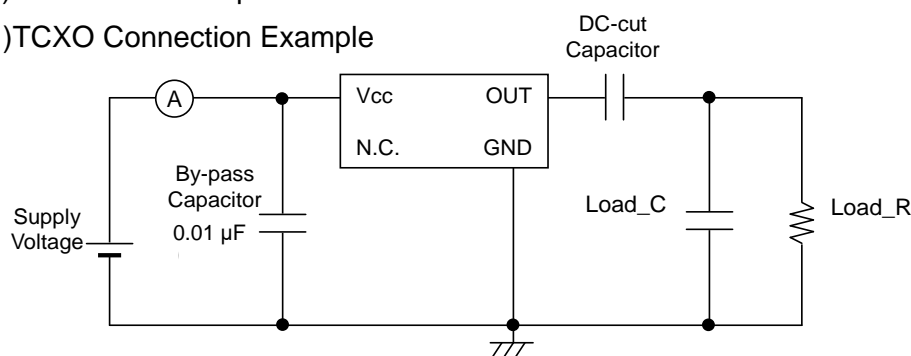 )TCXO Connection Example
DC-cut
Capacitor
A
Vcc
OUT
N.C.
GND
By-pass
Capacitor
0.01 µF
Supply
Voltage
Load_C
Load_R